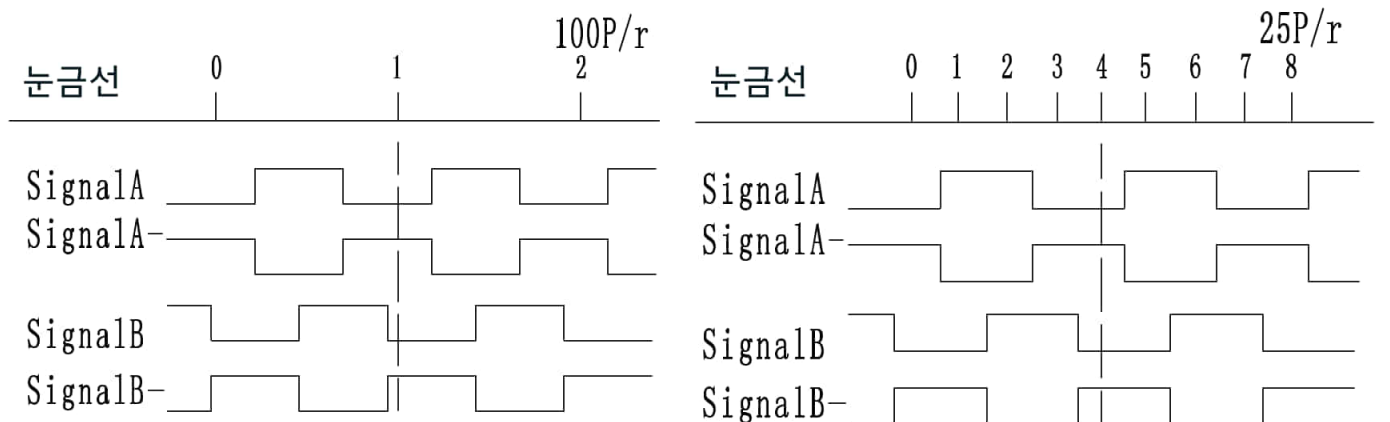 100P/r
눈금선 0 1 2
SignalA
SignalA-
SignalB
SignalB-
25P/r
눈금선 0 1 2 3 4 5 6 7 8
SignalA
SignalA-
SignalB
SignalB-